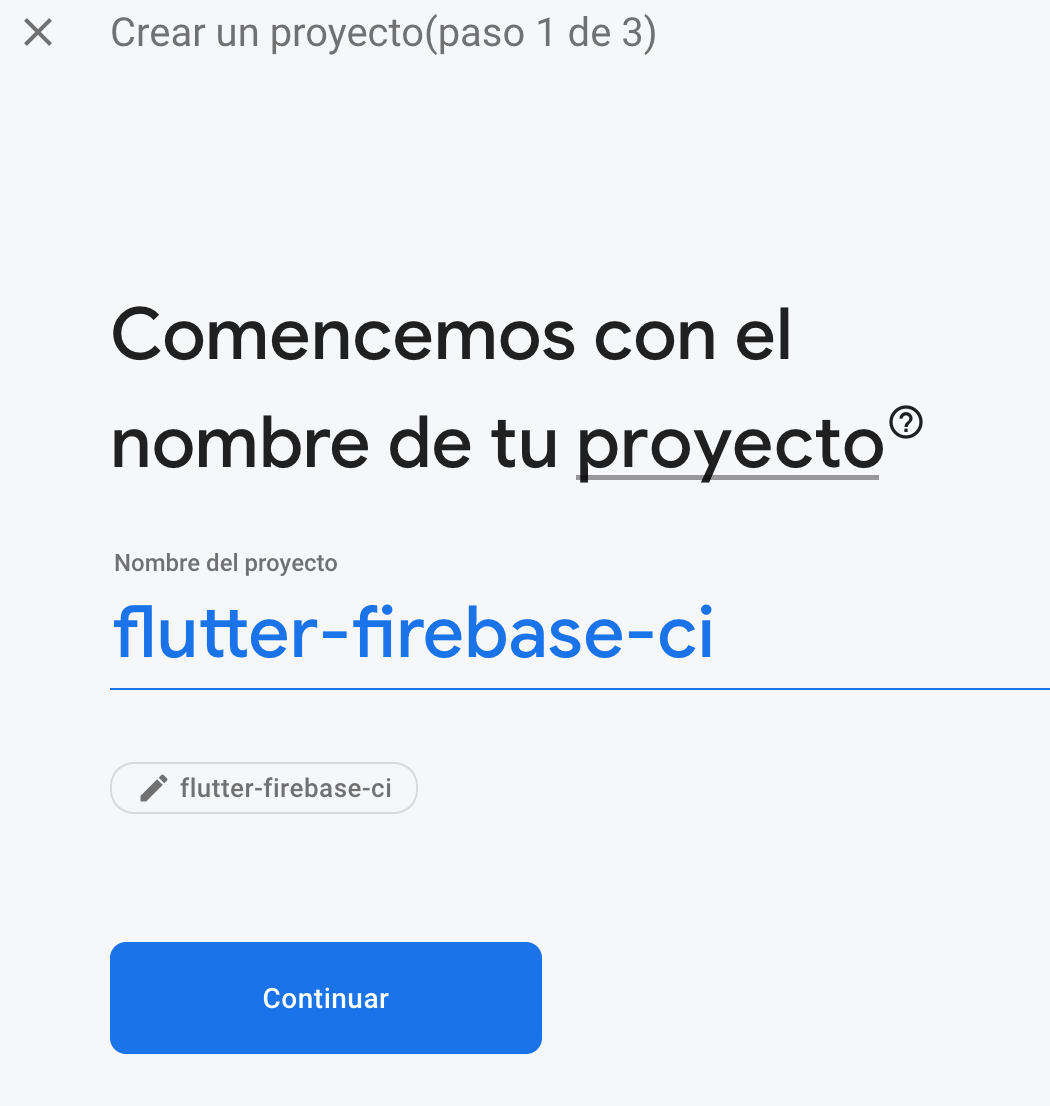 Crear un proyecto(paso 1 de 3)
Comencemos con el
nombre de tu proyecto
Nombre del proyecto
flutter-firebase-ci
flutter-firebase-ci
Continuar